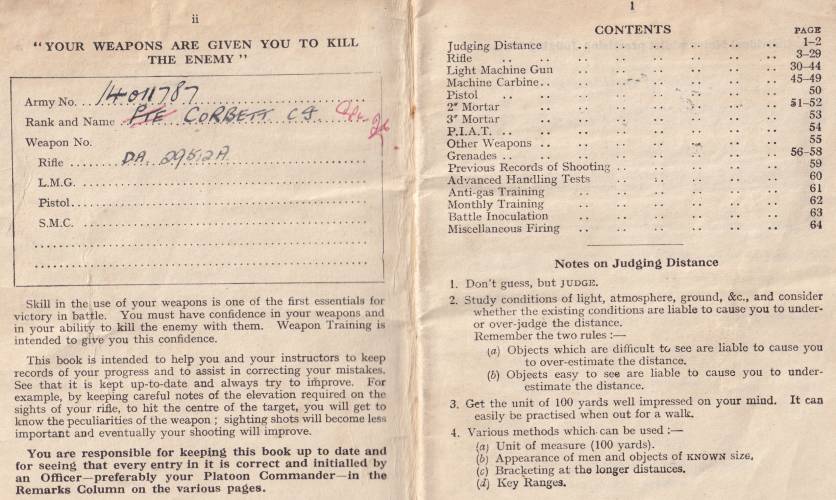 ii
"YOUR WEAPONS ARE GIVEN YOU TO KILL
THE ENEMY"
Army No. 14011787
Rank and Name PTE CORBETT CJ.
Weapon No.
Rifle DA 29512A
L.M.G.
Pistol
S.M.C.
Skill in the use of your weapons is one of the first essentials for
victory in battle. You must have confidence in your weapons and
in your ability to kill the enemy with them. Weapon Training is
intended to give you this confidence.
This book is intended to help you and your instructors to keep
records of your progress and to assist in correcting your mistakes.
See that it is kept up-to-date and always try to improve. For
example, by keeping careful notes of the elevation required on the
sights of your rifle, to hit the centre of the target, you will get to
know the peculiarities of the weapon ; sighting shots will become less
important and eventually your shooting will improve.
You are responsible for keeping this book up to date and
for seeing that every entry in it is correct and initialled by
an Officer—preferably your Platoon Commander—in the
Remarks Column on the various pages.
1
CONTENTS PAGE
Judging Distance 1–2
Rifle 3–29
Light Machine Gun 30–44
Machine Carbine 45–49
Pistol 50
2" Mortar 51–52
3" Mortar 53
P.I.A.T. 54
Other Weapons 55
Grenades 56–58
Previous Records of Shooting 59
Advanced Handling Tests 60
Anti-gas Training 61
Monthly Training 62
Battle Inoculation 63
Miscellaneous Firing 64
Notes on Judging Distance
1. Don't guess, but JUDGE.
2. Study conditions of light, atmosphere, ground, &c., and consider
whether the existing conditions are liable to cause you to under-
or over-judge the distance.
Remember the two rules :—
(a) Objects which are difficult to see are liable to cause you
to over-estimate the distance.
(b) Objects easy to see are liable to cause you to under-
estimate the distance.
3. Get the unit of 100 yards well impressed on your mind. It can
easily be practised when out for a walk.
4. Various methods which can be used :—
(a) Unit of measure (100 yards).
(b) Appearance of men and objects of KNOWN size.
(c) Bracketing at the longer distances.
(d) Key Ranges.